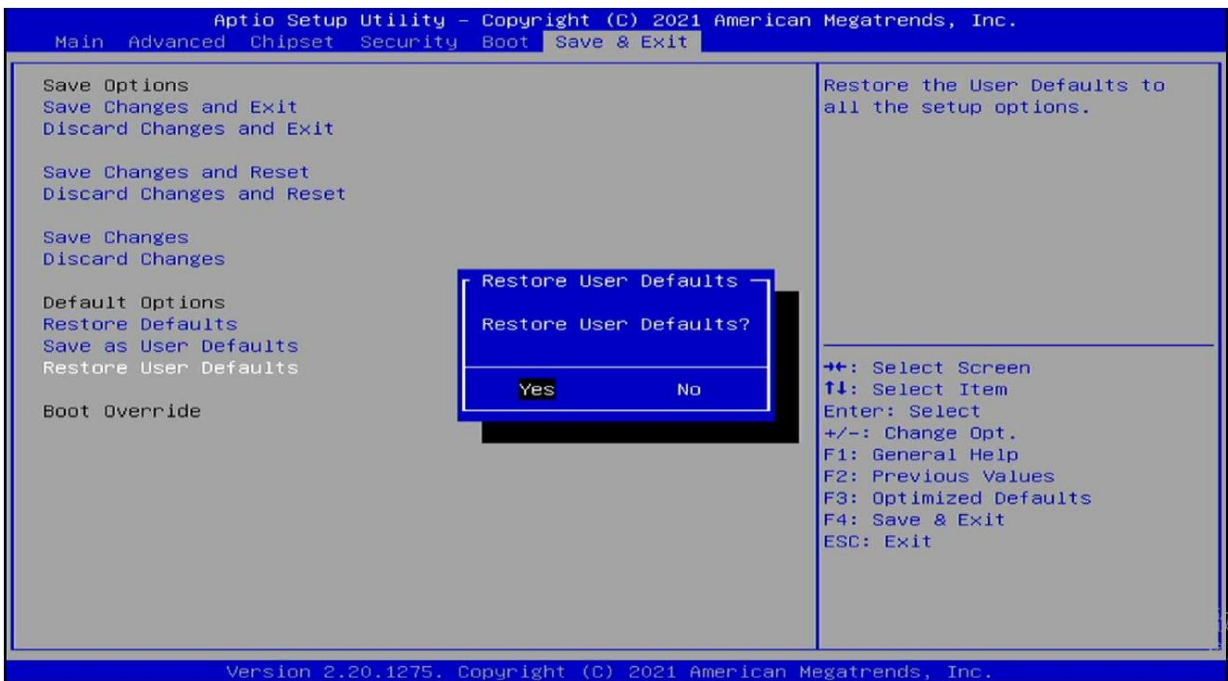 Aptio Setup Utility – Copyright (C) 2021 American Megatrends, Inc.
Main Advanced Chipset Security Boot Save & Exit
Save Options
Save Changes and Exit
Discard Changes and Exit
Save Changes and Reset
Discard Changes and Reset
Save Changes
Discard Changes
Default Options
Restore Defaults
Save as User Defaults
Restore User Defaults
Boot Override
Restore User Defaults
Restore User Defaults?
Yes No
Restore the User Defaults to
all the setup options.
→←: Select Screen
↑↓: Select Item
Enter: Select
+/-: Change Opt.
F1: General Help
F2: Previous Values
F3: Optimized Defaults
F4: Save & Exit
ESC: Exit
Version 2.20.1275. Copyright (C) 2021 American Megatrends, Inc.